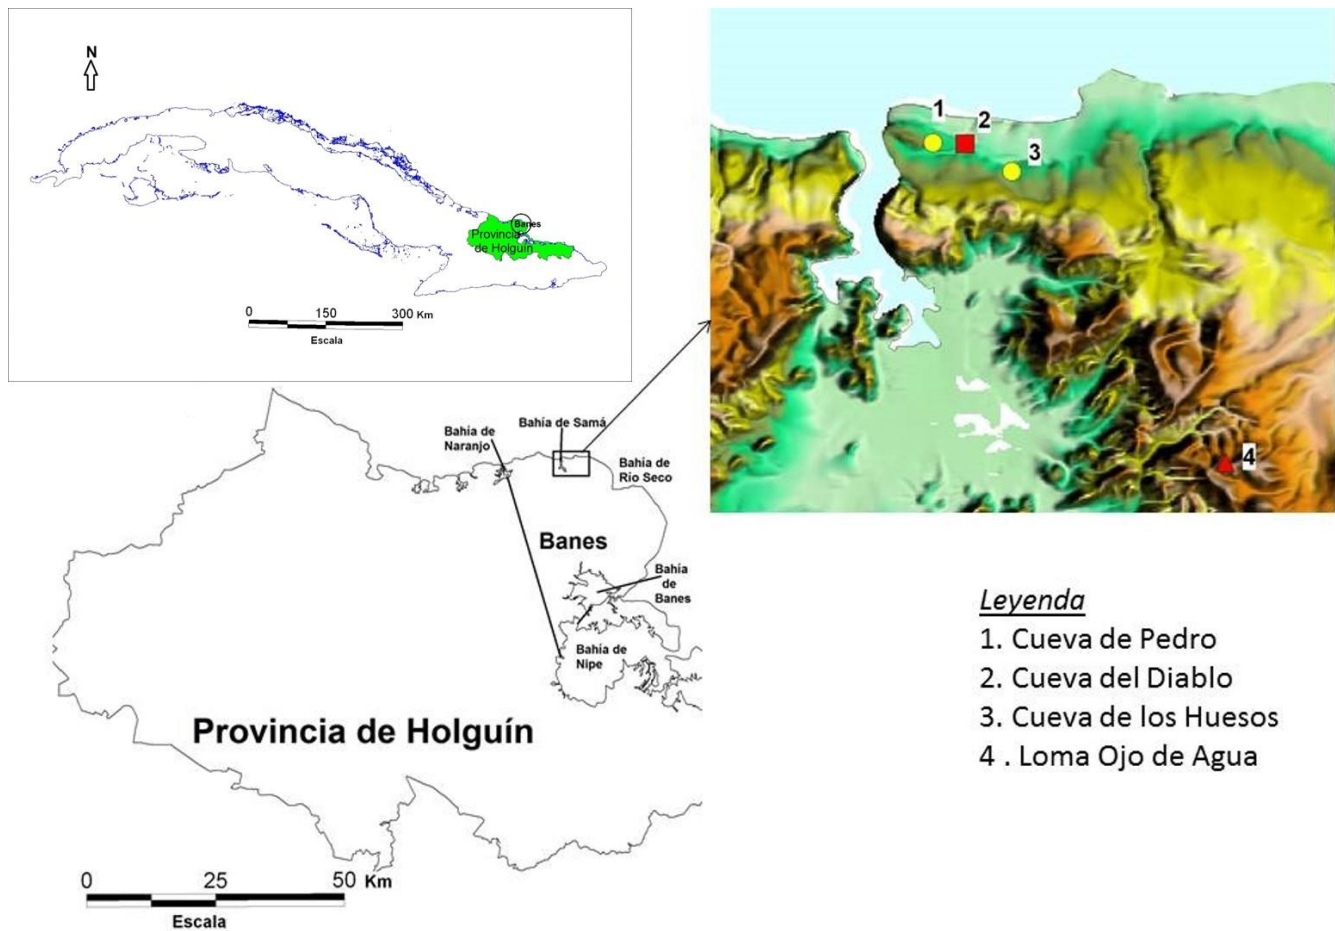 N
Banes
Provincia
de Holguín
0 150 300 Km
Escala
1
2
3
4
Bahía de
Naranjo
Bahía de Samá
Bahía de
Río Seco
Banes
Bahía
de
Banes
Bahía de
Nipe
Provincia de Holguín
0 25 50 Km
Escala
Leyenda
1. Cueva de Pedro
2. Cueva del Diablo
3. Cueva de los Huesos
4 . Loma Ojo de Agua